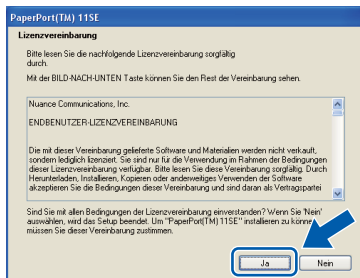 PaperPort(TM) 11SE
Lizenzvereinbarung
Bitte lesen Sie die nachfolgende Lizenzvereinbarung sorgfältig
durch.
Mit der BILD-NACH-UNTEN Taste können Sie den Rest der Vereinbarung sehen.
Nuance Communications, Inc.
ENDBENUTZER-LIZENZVEREINBARUNG
Die mit dieser Vereinbarung gelieferte Software und Materialien werden nicht verkauft,
sondern lediglich lizenziert. Sie sind nur für die Verwendung im Rahmen der Bedingungen
dieser Lizenzvereinbarung verfügbar. Bitte lesen Sie diese Vereinbarung sorgfältig. Durch
Herunterladen, Installieren, Kopieren oder anderweitiges Verwenden der Software
akzeptieren Sie die Bedingungen dieser Vereinbarung und sind daran als Vertragspartei
Sind Sie mit allen Bedingungen der Lizenzvereinbarung einverstanden? Wenn Sie 'Nein'
auswählen, wird das Setup beendet. Um "PaperPort(TM) 11SE" installieren zu können,
müssen Sie dieser Vereinbarung zustimmen.
Ja
Nein